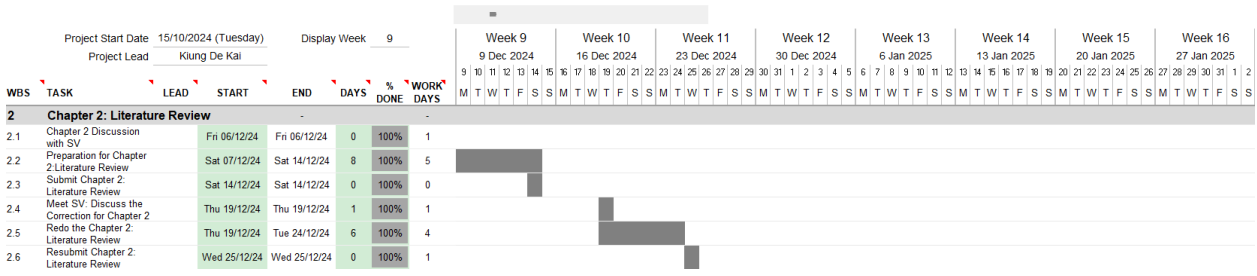 Project Start Date 15/10/2024 (Tuesday) Display Week 9 Week 9 Week 10 Week 11 Week 12 Week 13 Week 14 Week 15 Week 16
Project Lead Kiung De Kai 9 Dec 2024 16 Dec 2024 23 Dec 2024 30 Dec 2024 6 Jan 2025 13 Jan 2025 20 Jan 2025 27 Jan 2025
9 10 11 12 13 14 15 16 17 18 19 20 21 22 23 24 25 26 27 28 29 30 31 1 2 3 4 5 6 7 8 9 10 11 12 13 14 15 16 17 18 19 20 21 22 23 24 25 26 27 28 29 30 31 1 2
WBS TASK LEAD START END DAYS % DONE WORK DAYS M T W T F S S M T W T F S S M T W T F S S M T W T F S S M T W T F S S M T W T F S S M T W T F S S M T W T F S S
2 Chapter 2: Literature Review - -
2.1 Chapter 2 Discussion with SV Fri 06/12/24 Fri 06/12/24 0 100% 1
2.2 Preparation for Chapter 2:Literature Review Sat 07/12/24 Sat 14/12/24 8 100% 5
2.3 Submit Chapter 2: Literature Review Sat 14/12/24 Sat 14/12/24 0 100% 0
2.4 Meet SV: Discuss the Correction for Chapter 2 Thu 19/12/24 Thu 19/12/24 1 100% 1
2.5 Redo the Chapter 2: Literature Review Thu 19/12/24 Tue 24/12/24 6 100% 4
2.6 Resubmit Chapter 2: Literature Review Wed 25/12/24 Wed 25/12/24 0 100% 1